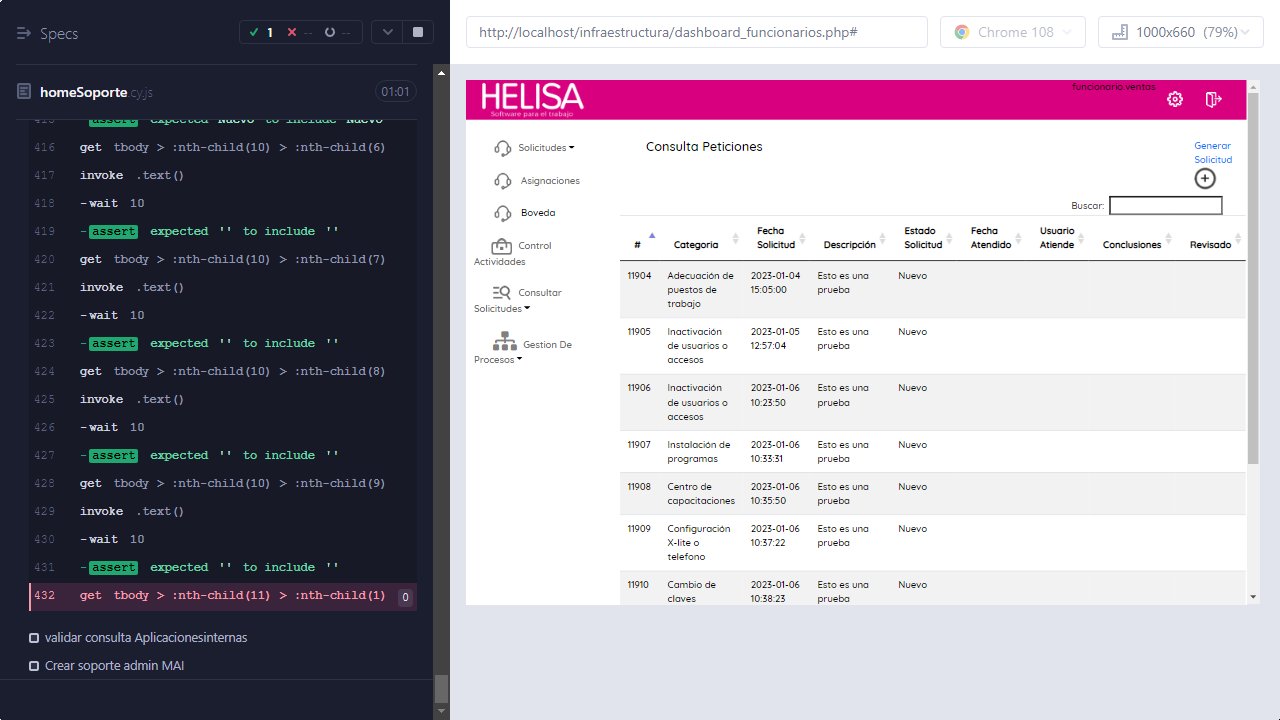 Specs
1
--
--
http://localhost/infraestructura/dashboard_funcionarios.php#
Chrome 108
1000x660 (79%)
homeSoporte.cy.js
01:01
415 -assert expected 'Nuevo' to include 'Nuevo'
416 get tbody > :nth-child(10) > :nth-child(6)
417 invoke .text()
418 -wait 10
419 -assert expected '' to include ''
420 get tbody > :nth-child(10) > :nth-child(7)
421 invoke .text()
422 -wait 10
423 -assert expected '' to include ''
424 get tbody > :nth-child(10) > :nth-child(8)
425 invoke .text()
426 -wait 10
427 -assert expected '' to include ''
428 get tbody > :nth-child(10) > :nth-child(9)
429 invoke .text()
430 -wait 10
431 -assert expected '' to include ''
432 get tbody > :nth-child(11) > :nth-child(1) 0
validar consulta Aplicacionesinternas
Crear soporte admin MAI
HELISA
Software para el trabajo
funcionario.ventos
Solicitudes
Asignaciones
Boveda
Control
Actividades
Consultar
Solicitudes
Gestion De
Procesos
Consulta Peticiones
Generar
Solicitud
Buscar:
# Categoria Fecha Solicitud Descripción Estado Solicitud Fecha Atendido Usuario Atiende Conclusiones Revisado
11904 Adecuación de puestos de trabajo 2023-01-04 15:05:00 Esto es una prueba Nuevo
11905 Inactivación de usuarios o accesos 2023-01-05 12:57:04 Esto es una prueba Nuevo
11906 Inactivación de usuarios o accesos 2023-01-06 10:23:50 Esto es una prueba Nuevo
11907 Instalación de programas 2023-01-06 10:33:31 Esto es una prueba Nuevo
11908 Centro de capacitaciones 2023-01-06 10:35:50 Esto es una prueba Nuevo
11909 Configuración X-lite o telefono 2023-01-06 10:37:22 Esto es una prueba Nuevo
11910 Cambio de claves 2023-01-06 10:38:23 Esto es una prueba Nuevo